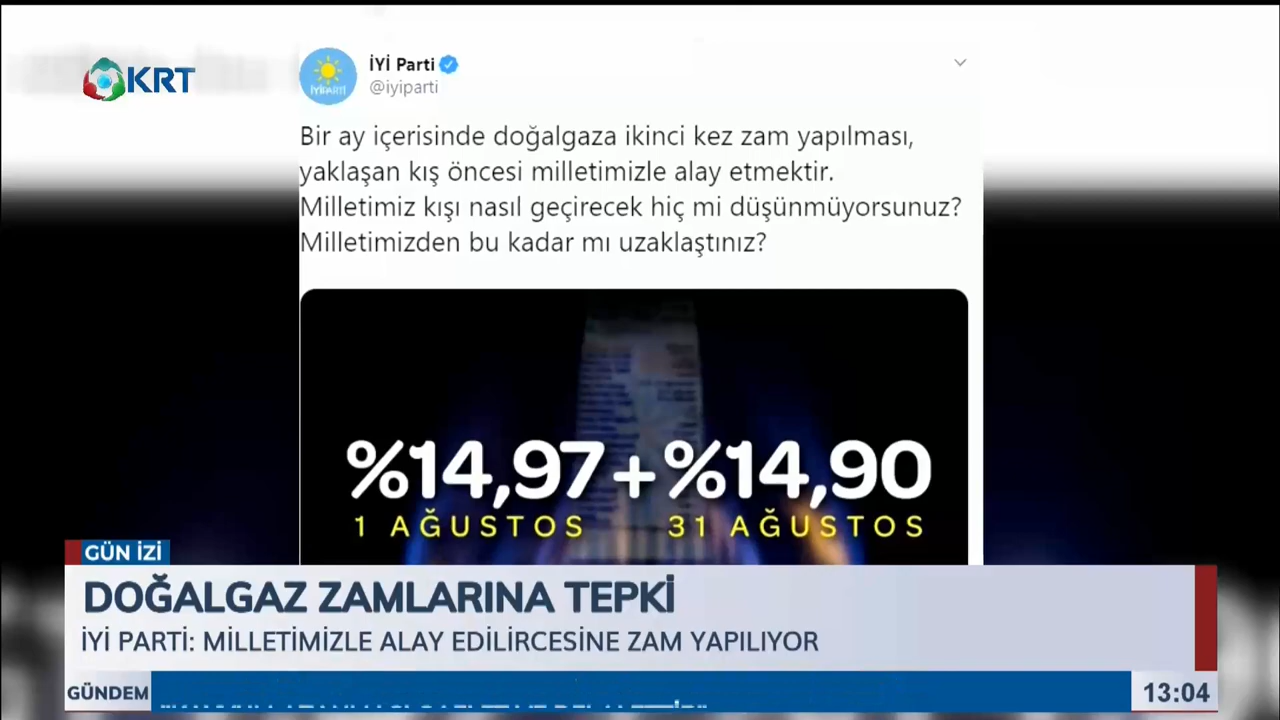 KRT
İYİ Parti
@iyiparti
İYİ PARTİ
Bir ay içerisinde doğalgaza ikinci kez zam yapılması,
yaklaşan kış öncesi milletimizle alay etmektir.
Milletimiz kışı nasıl geçirecek hiç mi düşünmüyorsunuz?
Milletimizden bu kadar mı uzaklaştınız?
%14,97+%14,90
1 AĞUSTOS 31 AĞUSTOS
GÜN İZİ
DOĞALGAZ ZAMLARINA TEPKİ
İYİ PARTİ: MİLLETİMİZLE ALAY EDİLİRCESİNE ZAM YAPILIYOR
GÜNDEM
13:04